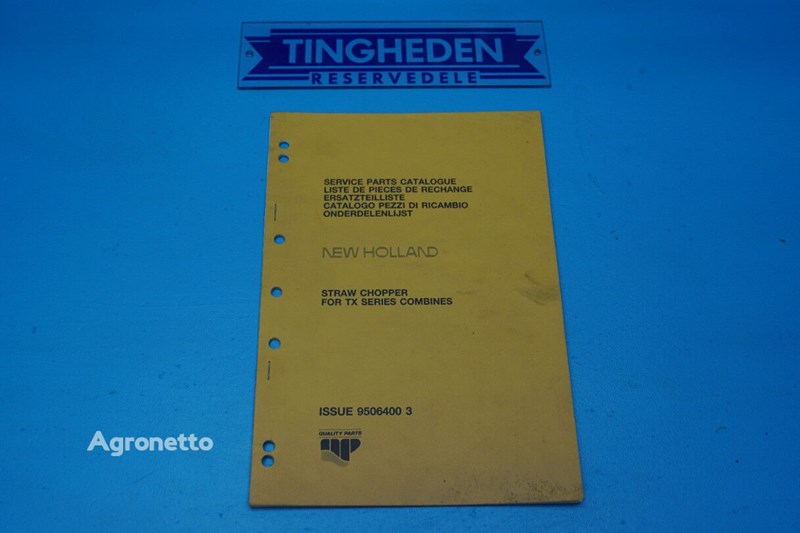 TINGHEDEN
RESERVEDELE
SERVICE PARTS CATALOGUE
LISTE DE PIECES DE RECHANGE
ERSATZTEILLISTE
CATALOGO PEZZI DI RICAMBIO
ONDERDELENLIJST
NEW HOLLAND
STRAW CHOPPER
FOR TX SERIES COMBINES
ISSUE 9506400 3
QUALITY PARTS
Agronetto